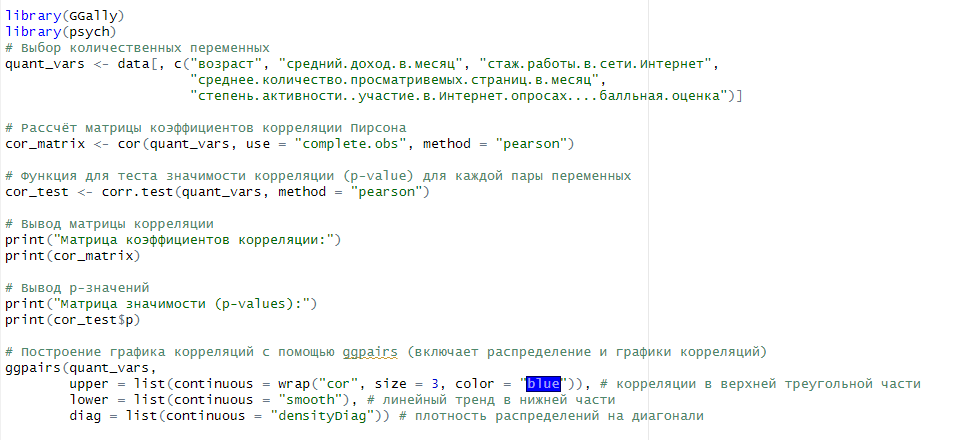 library(GGally)
library(psych)
# Выбор количественных переменных
quant_vars <- data[, c("возраст", "средний.доход.в.месяц", "стаж.работы.в.сети.Интернет",
                       "среднее.количество.просматривемых.страниц.в.месяц",
                       "степень.активности..участие.в.Интернет.опросах....балльная.оценка")]

# Рассчёт матрицы коэффициентов корреляции Пирсона
cor_matrix <- cor(quant_vars, use = "complete.obs", method = "pearson")

# Функция для теста значимости корреляции (p-value) для каждой пары переменных
cor_test <- corr.test(quant_vars, method = "pearson")

# Вывод матрицы корреляции
print("Матрица коэффициентов корреляции:")
print(cor_matrix)

# Вывод p-значений
print("Матрица значимости (p-values):")
print(cor_test$p)

# Построение графика корреляций с помощью ggpairs (включает распределение и графики корреляций)
ggpairs(quant_vars,
        upper = list(continuous = wrap("cor", size = 3, color = "blue")), # корреляции в верхней треугольной части
        lower = list(continuous = "smooth"), # линейный тренд в нижней части
        diag = list(continuous = "densityDiag")) # плотность распределений на диагонали